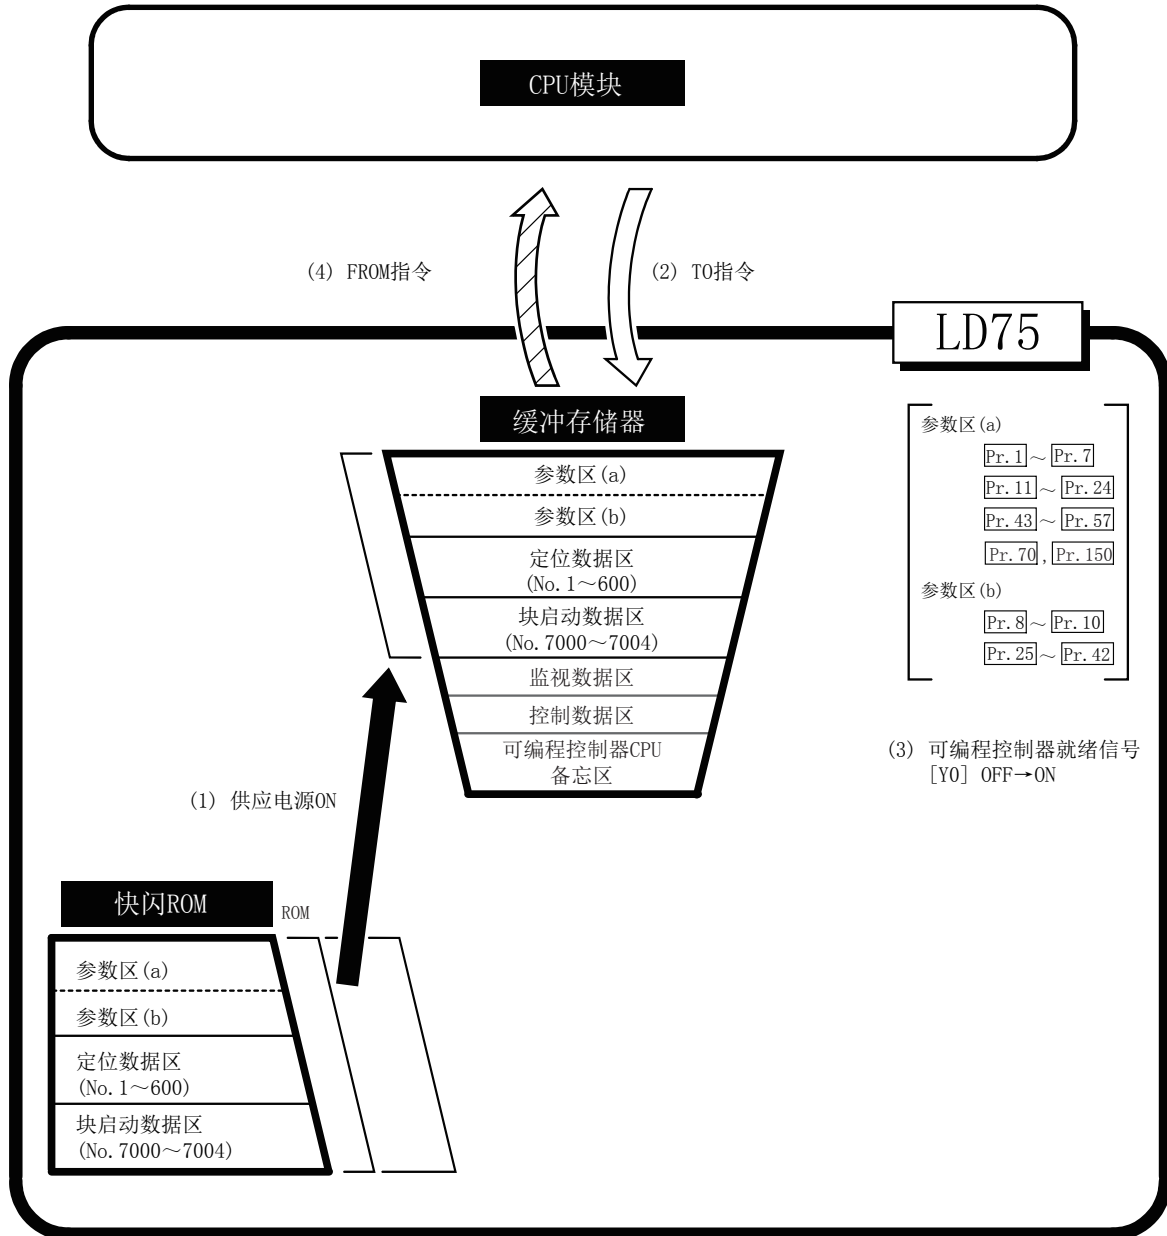 CPU模块
(4) FROM指令
(2) TO指令
LD75
缓冲存储器
参数区(a)
参数区(b)
定位数据区
(No.1～600)
块启动数据区
(No.7000～7004)
监视数据区
控制数据区
可编程控制器CPU
备忘区
参数区(a)
Pr.1～Pr.7
Pr.11～Pr.24
Pr.43～Pr.57
Pr.70,Pr.150
参数区(b)
Pr.8～Pr.10
Pr.25～Pr.42
(3) 可编程控制器就绪信号
[Y0] OFF→ON
(1) 供应电源ON
快闪ROM
ROM
参数区(a)
参数区(b)
定位数据区
(No.1～600)
块启动数据区
(No.7000～7004)